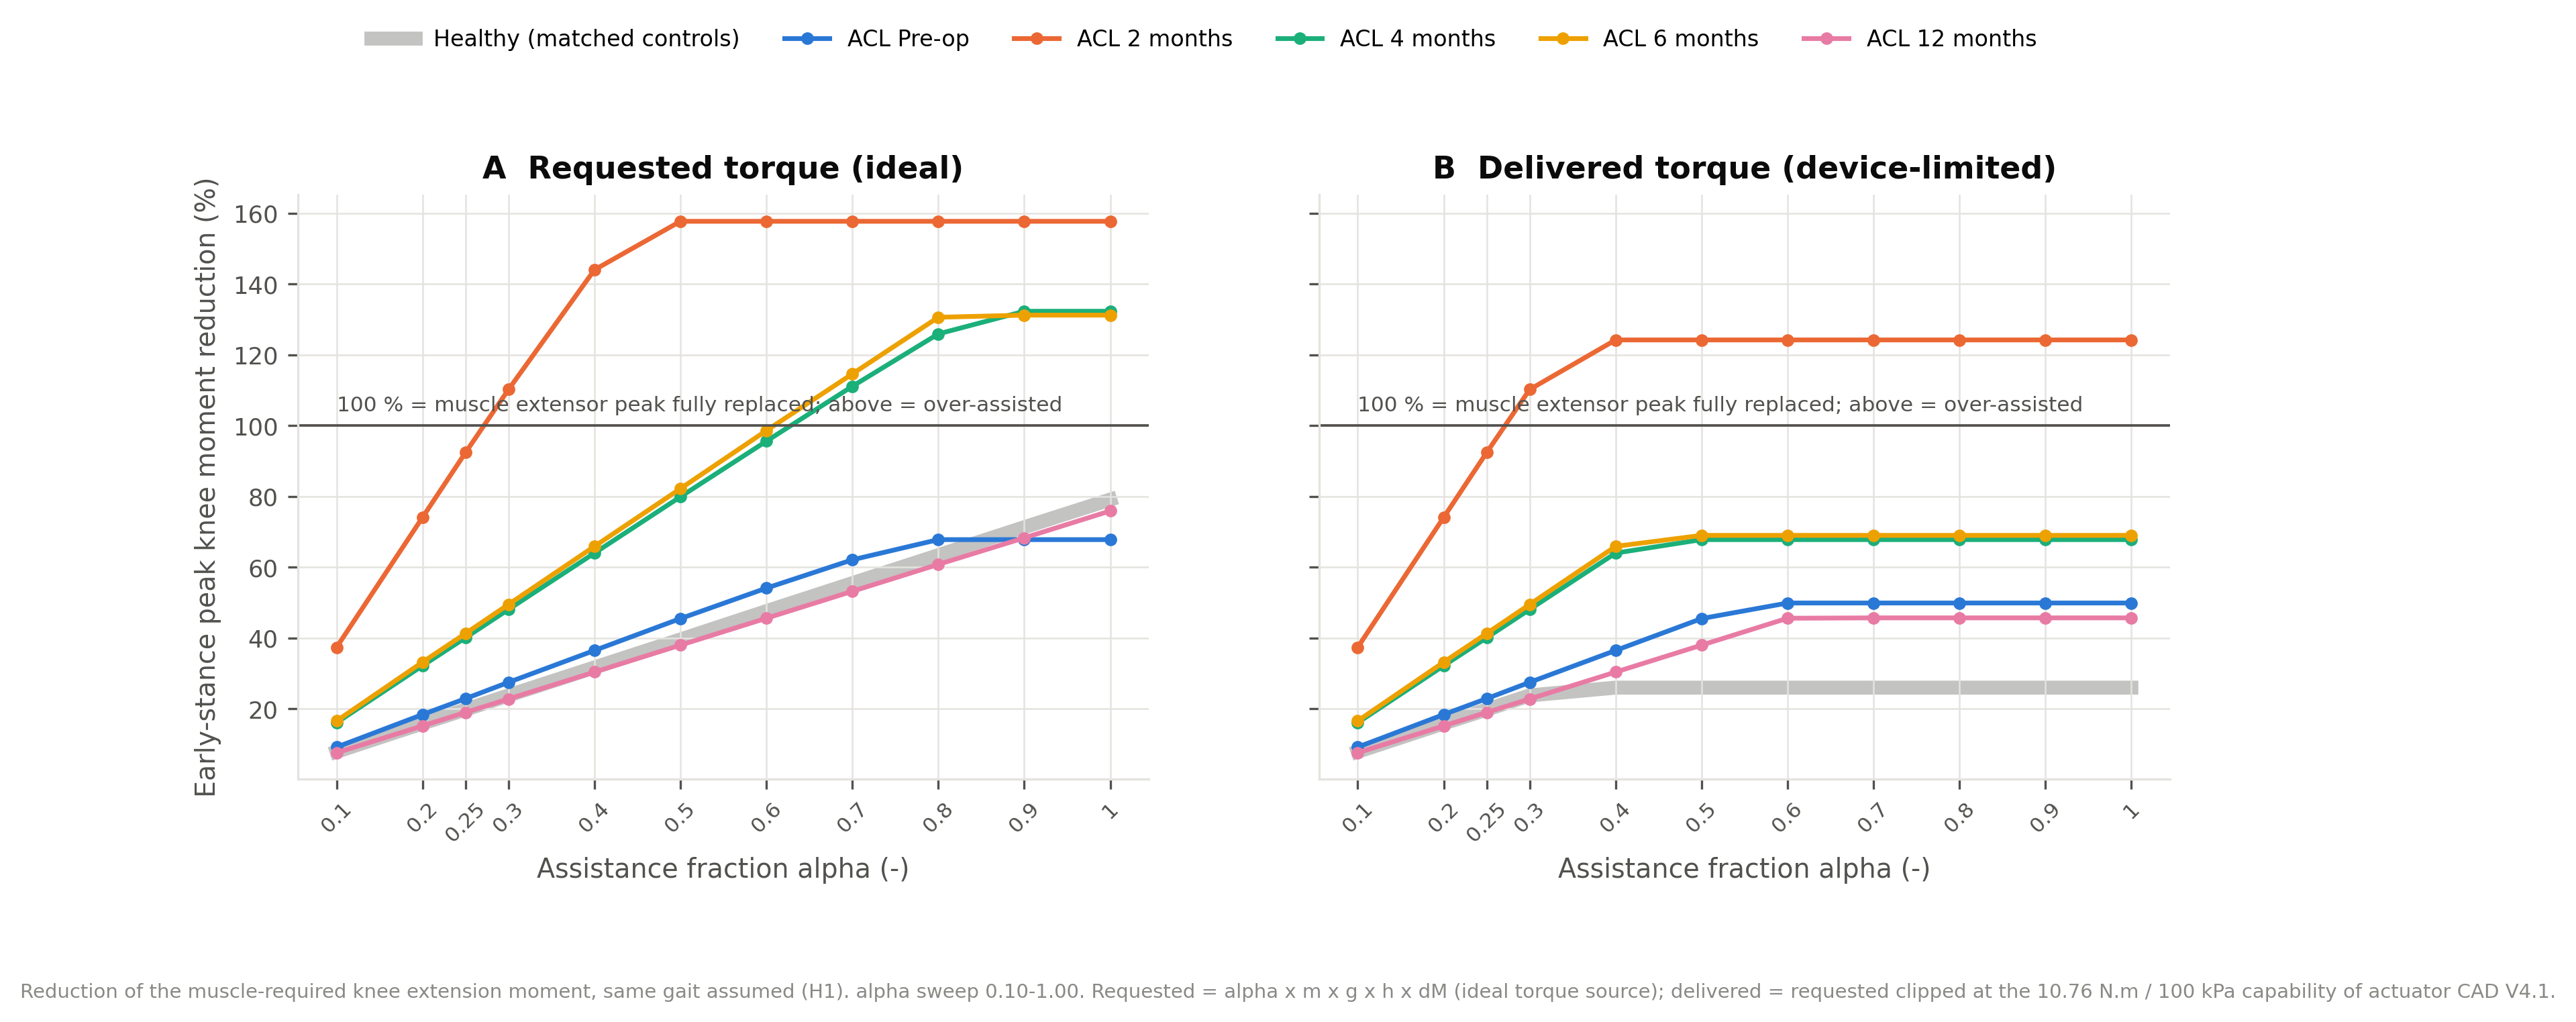 Healthy (matched controls)
ACL Pre-op
ACL 2 months
ACL 4 months
ACL 6 months
ACL 12 months
A Requested torque (ideal)
Early-stance peak knee moment reduction (%)
160
140
120
100
80
60
40
20
100 % = muscle extensor peak fully replaced; above = over-assisted
0.1
0.2
0.25
0.3
0.4
0.5
0.6
0.7
0.8
0.9
1
Assistance fraction alpha (-)
B Delivered torque (device-limited)
100 % = muscle extensor peak fully replaced; above = over-assisted
0.1
0.2
0.25
0.3
0.4
0.5
0.6
0.7
0.8
0.9
1
Assistance fraction alpha (-)
Reduction of the muscle-required knee extension moment, same gait assumed (H1). alpha sweep 0.10-1.00. Requested = alpha x m x g x h x dM (ideal torque source); delivered = requested clipped at the 10.76 N.m / 100 kPa capability of actuator CAD V4.1.